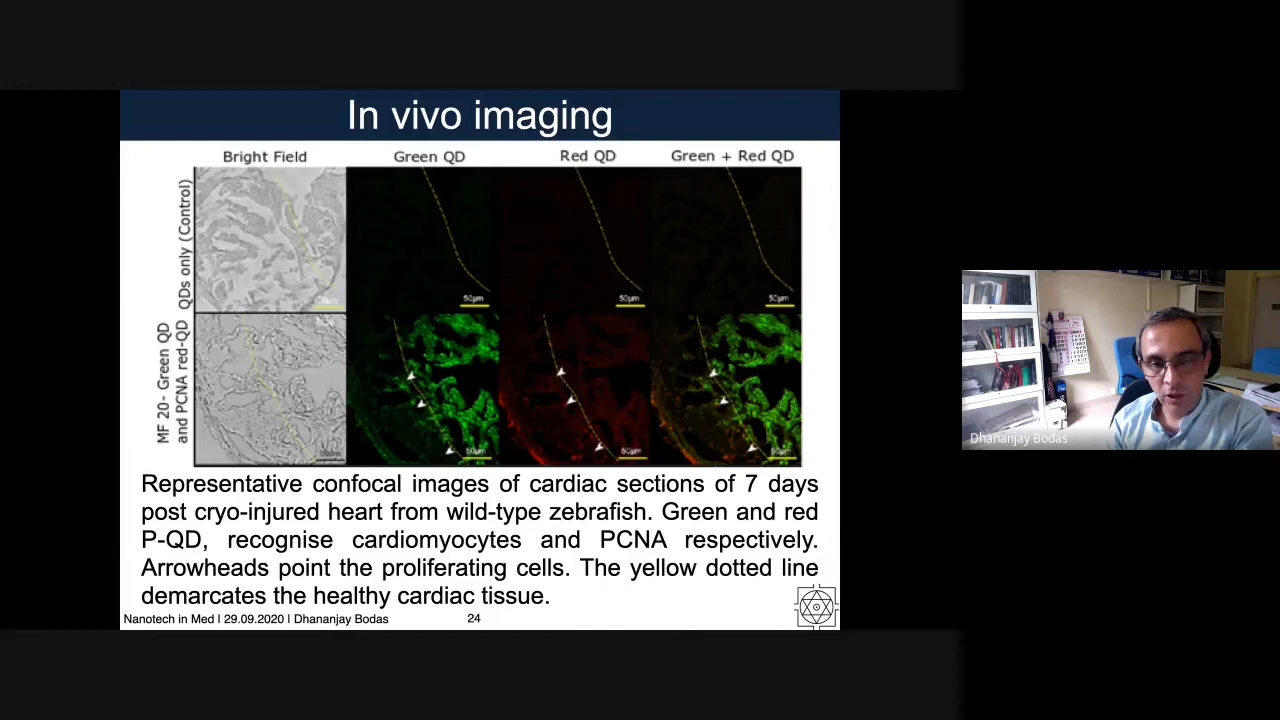 In vivo imaging
Bright Field
Green QD
Red QD
Green + Red QD
QDs only (Control)
50µm
50µm
50µm
MF 20- Green QD
and PCNA red-QD
50µm
50µm
50µm
Representative confocal images of cardiac sections of 7 days
post cryo-injured heart from wild-type zebrafish. Green and red
P-QD, recognise cardiomyocytes and PCNA respectively.
Arrowheads point the proliferating cells. The yellow dotted line
demarcates the healthy cardiac tissue.
Nanotech in Med I 29.09.2020 I Dhananjay Bodas
24
Dhananjay Bodas